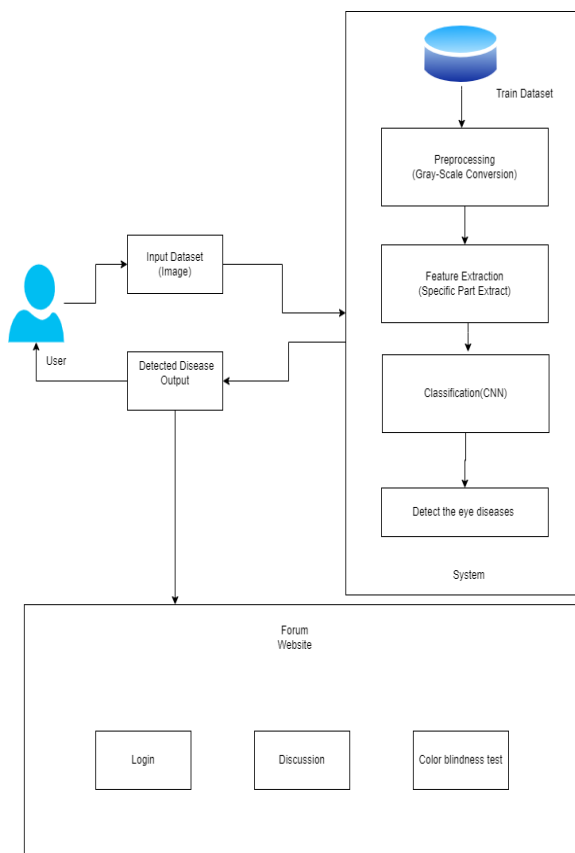 Train Dataset
Preprocessing
(Gray-Scale Conversion)
Input Dataset
(Image)
Feature Extraction
(Specific Part Extract)
User
Detected Disease
Output
Classification(CNN)
Detect the eye diseases
System
Forum
Website
Login
Discussion
Color blindness test